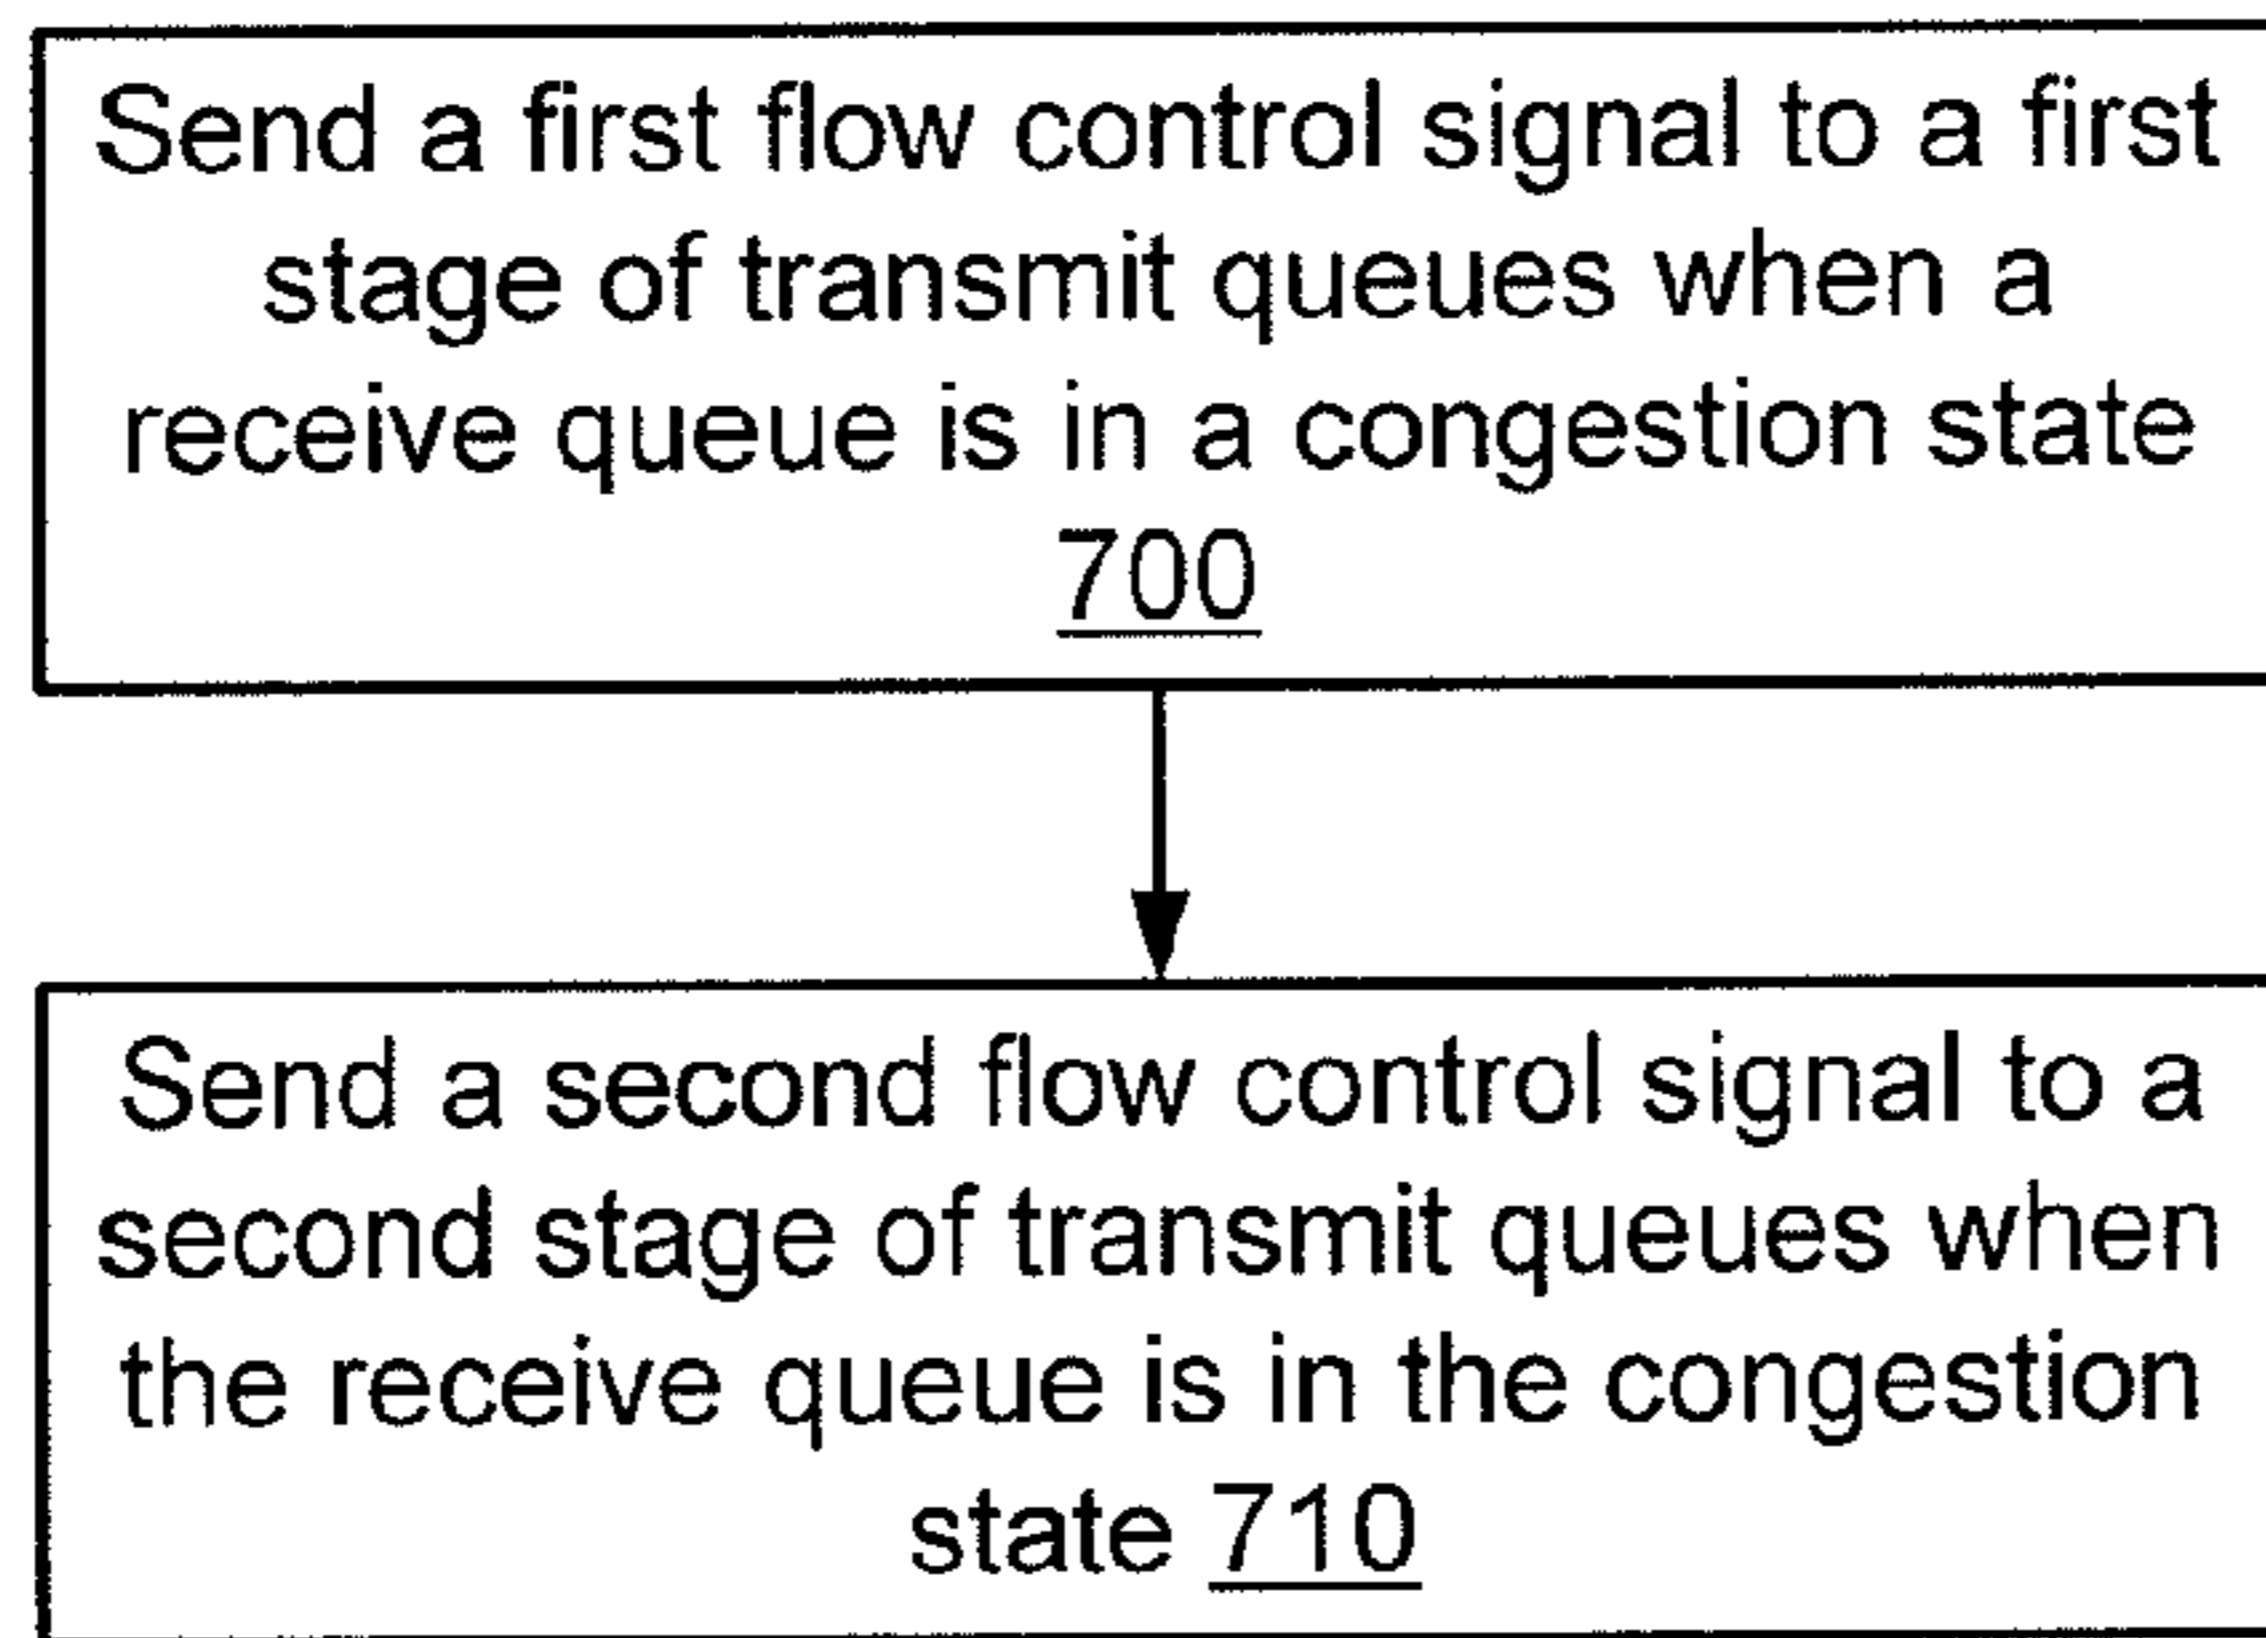 Send a first flow control signal to a first
stage of transmit queues when a
receive queue is in a congestion state
700
Send a second flow control signal to a
second stage of transmit queues when
the receive queue is in the congestion
state 710